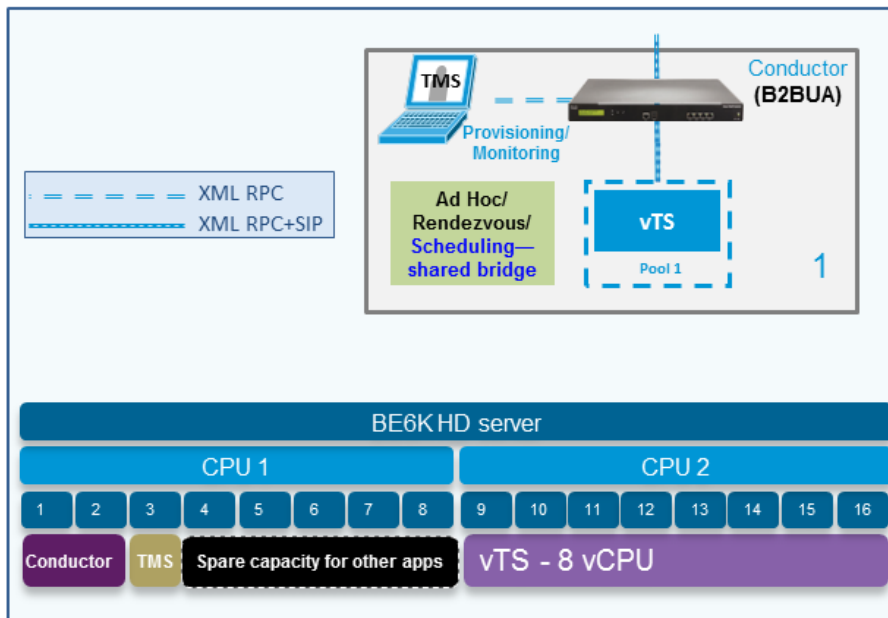 TMS
Conductor
(B2BUA)
Provisioning/
Monitoring
XML RPC
XML RPC+SIP
Ad Hoc/
Rendezvous/
Scheduling—
shared bridge
vTS
Pool 1
1
BE6K HD server
CPU 1 CPU 2
1 2 3 4 5 6 7 8 9 10 11 12 13 14 15 16
Conductor TMS Spare capacity for other apps vTS - 8 vCPU